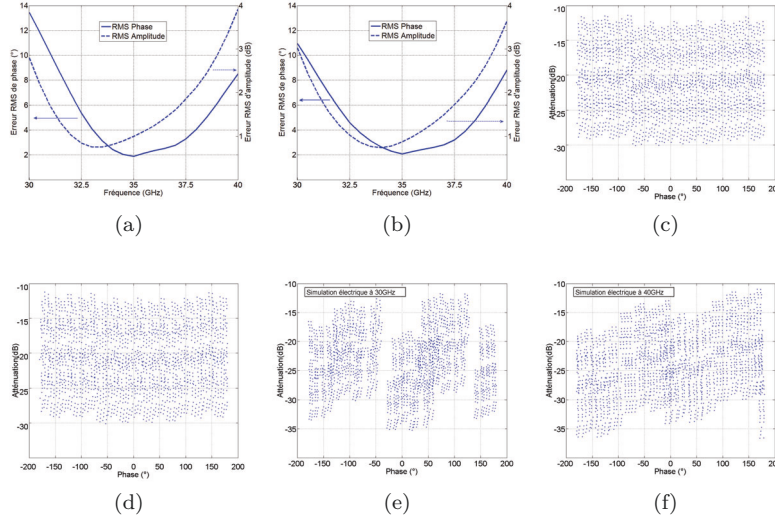 14
12
10
8
6
4
2
Erreur RMS de phase (°)
RMS Phase
RMS Amplitude
4
3
2
1
Erreur RMS d'amplitude (dB)
30
32.5
35
37.5
40
Fréquence (GHz)
(a)
14
12
10
8
6
4
2
Erreur RMS de phase (°)
RMS Phase
RMS Amplitude
4
3
2
1
Erreur RMS d'amplitude (dB)
30
32.5
35
37.5
40
Fréquence (GHz)
(b)
-10
-15
-20
-25
-30
Atténuation(dB)
-200 -150 -100 -50 0 50 100 150 200
Phase (°)
(c)
-10
-15
-20
-25
-30
-35
Atténuation(dB)
-200 -150 -100 -50 0 50 100 150 200
Phase (°)
(d)
Simulation électrique à 30GHz
-10
-15
-20
-25
-30
-35
Atténuation(dB)
-200 -150 -100 -50 0 50 100 150 200
Phase (°)
(e)
Simulation électrique à 40GHz
-10
-15
-20
-25
-30
-35
Atténuation(dB)
-200 -150 -100 -50 0 50 100 150 200
Phase (°)
(f)